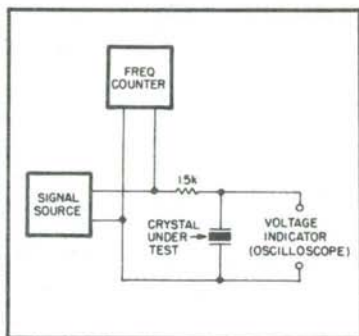 FREQ
COUNTER
SIGNAL
SOURCE
15k
CRYSTAL
UNDER
TEST
VOLTAGE
INDICATOR
(OSCILLOSCOPE)